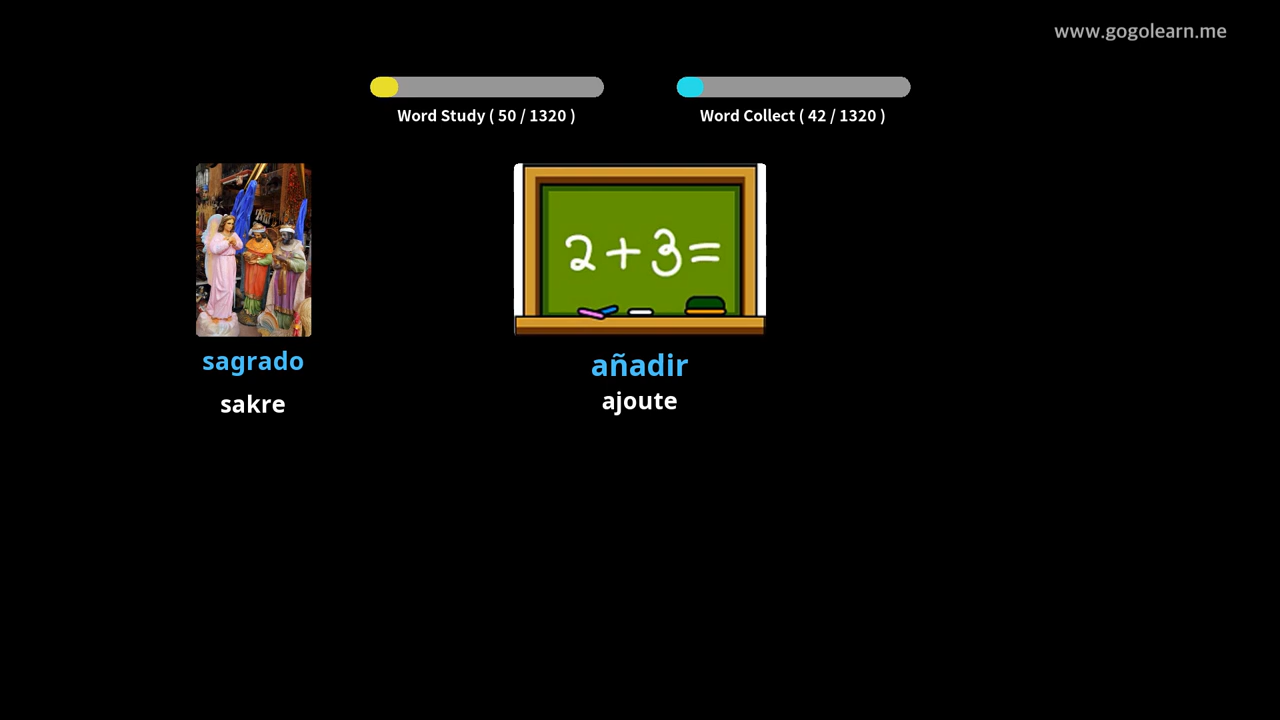 www.gogolearn.me
Word Study ( 50 / 1320 )
Word Collect ( 42 / 1320 )
2+3=
sagrado
sakre
añadir
ajoute